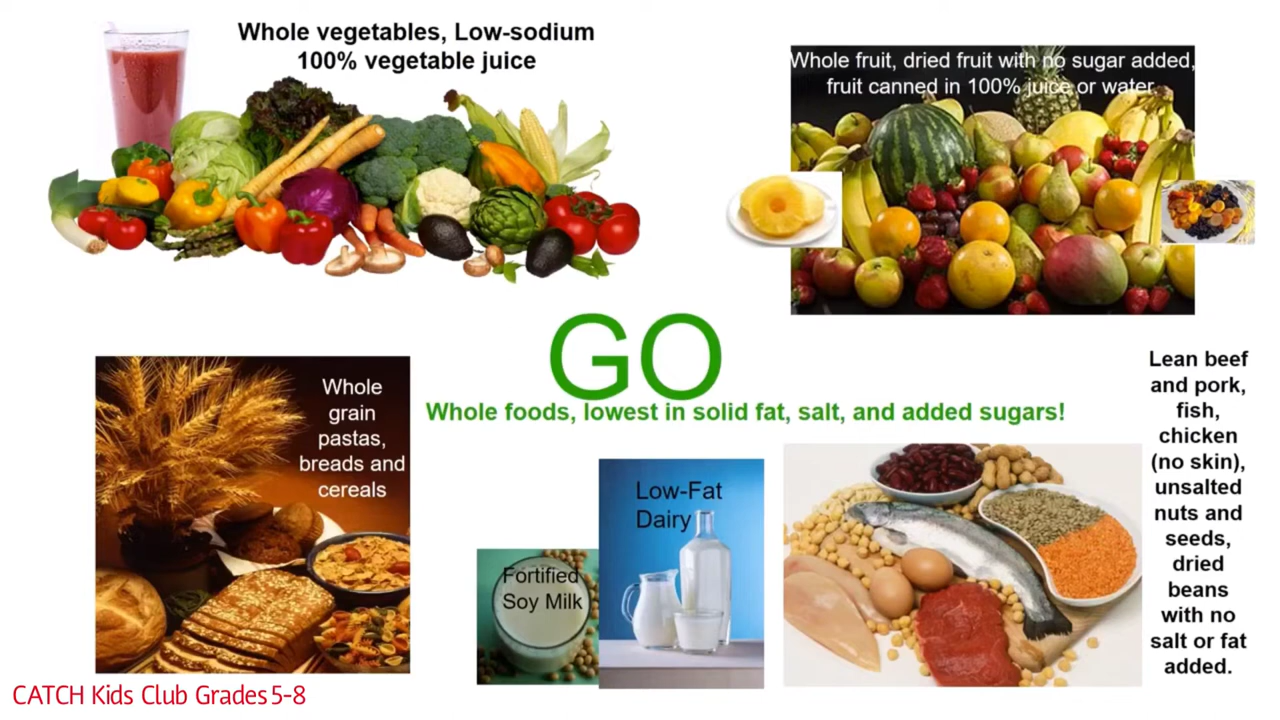 Whole vegetables, Low-sodium
100% vegetable juice
Whole fruit, dried fruit with no sugar added,
fruit canned in 100% juice or water.
GO
Whole foods, lowest in solid fat, salt, and added sugars!
Whole
grain
pastas,
breads and
cereals
Fortified
Soy Milk
Low-Fat
Dairy
Lean beef
and pork,
fish,
chicken
(no skin),
unsalted
nuts and
seeds,
dried
beans
with no
salt or fat
added.
CATCH Kids Club Grades 5-8